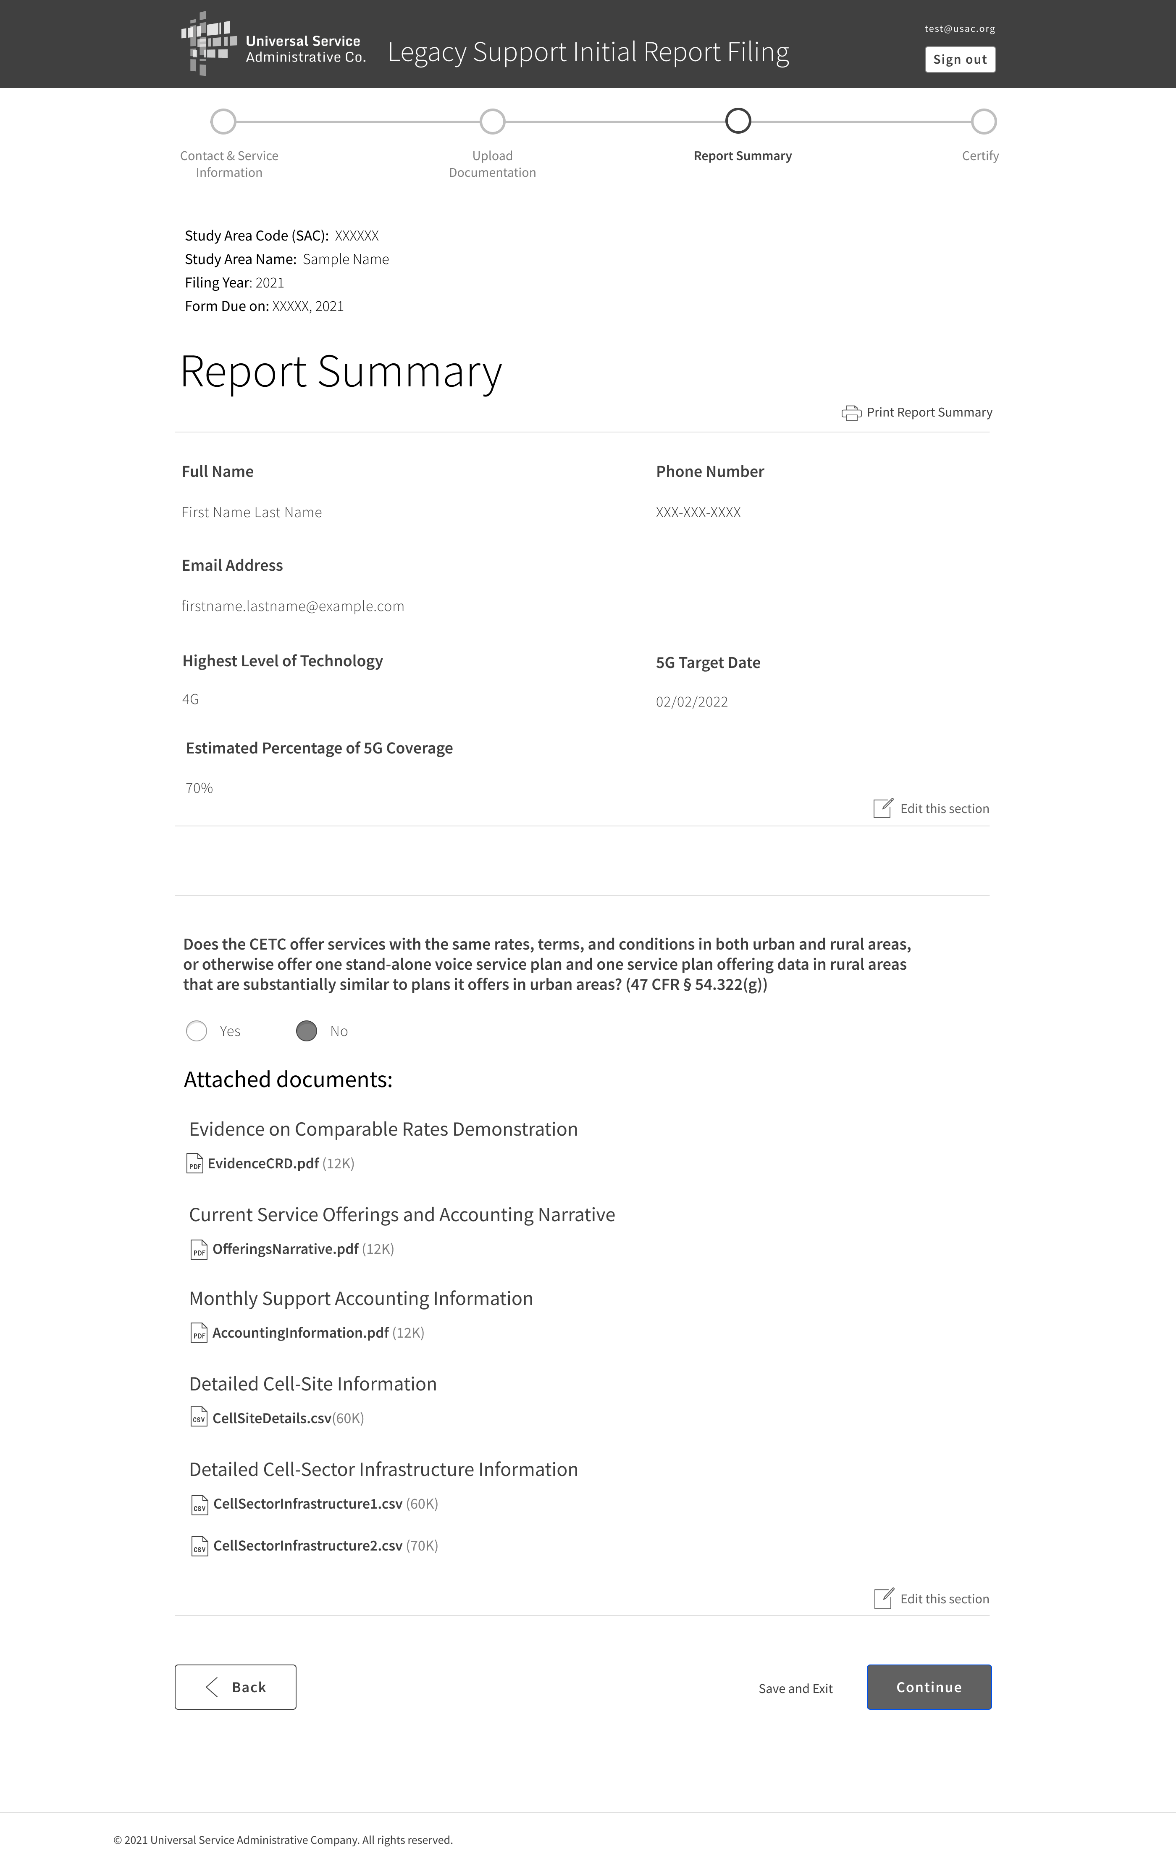 Universal Service
Administrative Co.
Legacy Support Initial Report Filing
test@usac.org
Sign out
Contact & Service
Information
Upload
Documentation
Report Summary
Certify
Study Area Code (SAC): XXXXXX
Study Area Name: Sample Name
Filing Year: 2021
Form Due on: XXXXX, 2021
Report Summary
Print Report Summary
Full Name
Phone Number
First Name Last Name
XXX-XXX-XXXX
Email Address
firstname.lastname@example.com
Highest Level of Technology
5G Target Date
4G
02/02/2022
Estimated Percentage of 5G Coverage
70%
Edit this section
Does the CETC offer services with the same rates, terms, and conditions in both urban and rural areas,
or otherwise offer one stand-alone voice service plan and one service plan offering data in rural areas
that are substantially similar to plans it offers in urban areas? (47 CFR § 54.322(g))
Yes
No
Attached documents:
Evidence on Comparable Rates Demonstration
PDF EvidenceCRD.pdf (12K)
Current Service Offerings and Accounting Narrative
PDF OfferingsNarrative.pdf (12K)
Monthly Support Accounting Information
PDF AccountingInformation.pdf (12K)
Detailed Cell-Site Information
CSV CellSiteDetails.csv(60K)
Detailed Cell-Sector Infrastructure Information
CSV CellSectorInfrastructure1.csv (60K)
CSV CellSectorInfrastructure2.csv (70K)
Edit this section
Back
Save and Exit
Continue
© 2021 Universal Service Administrative Company. All rights reserved.